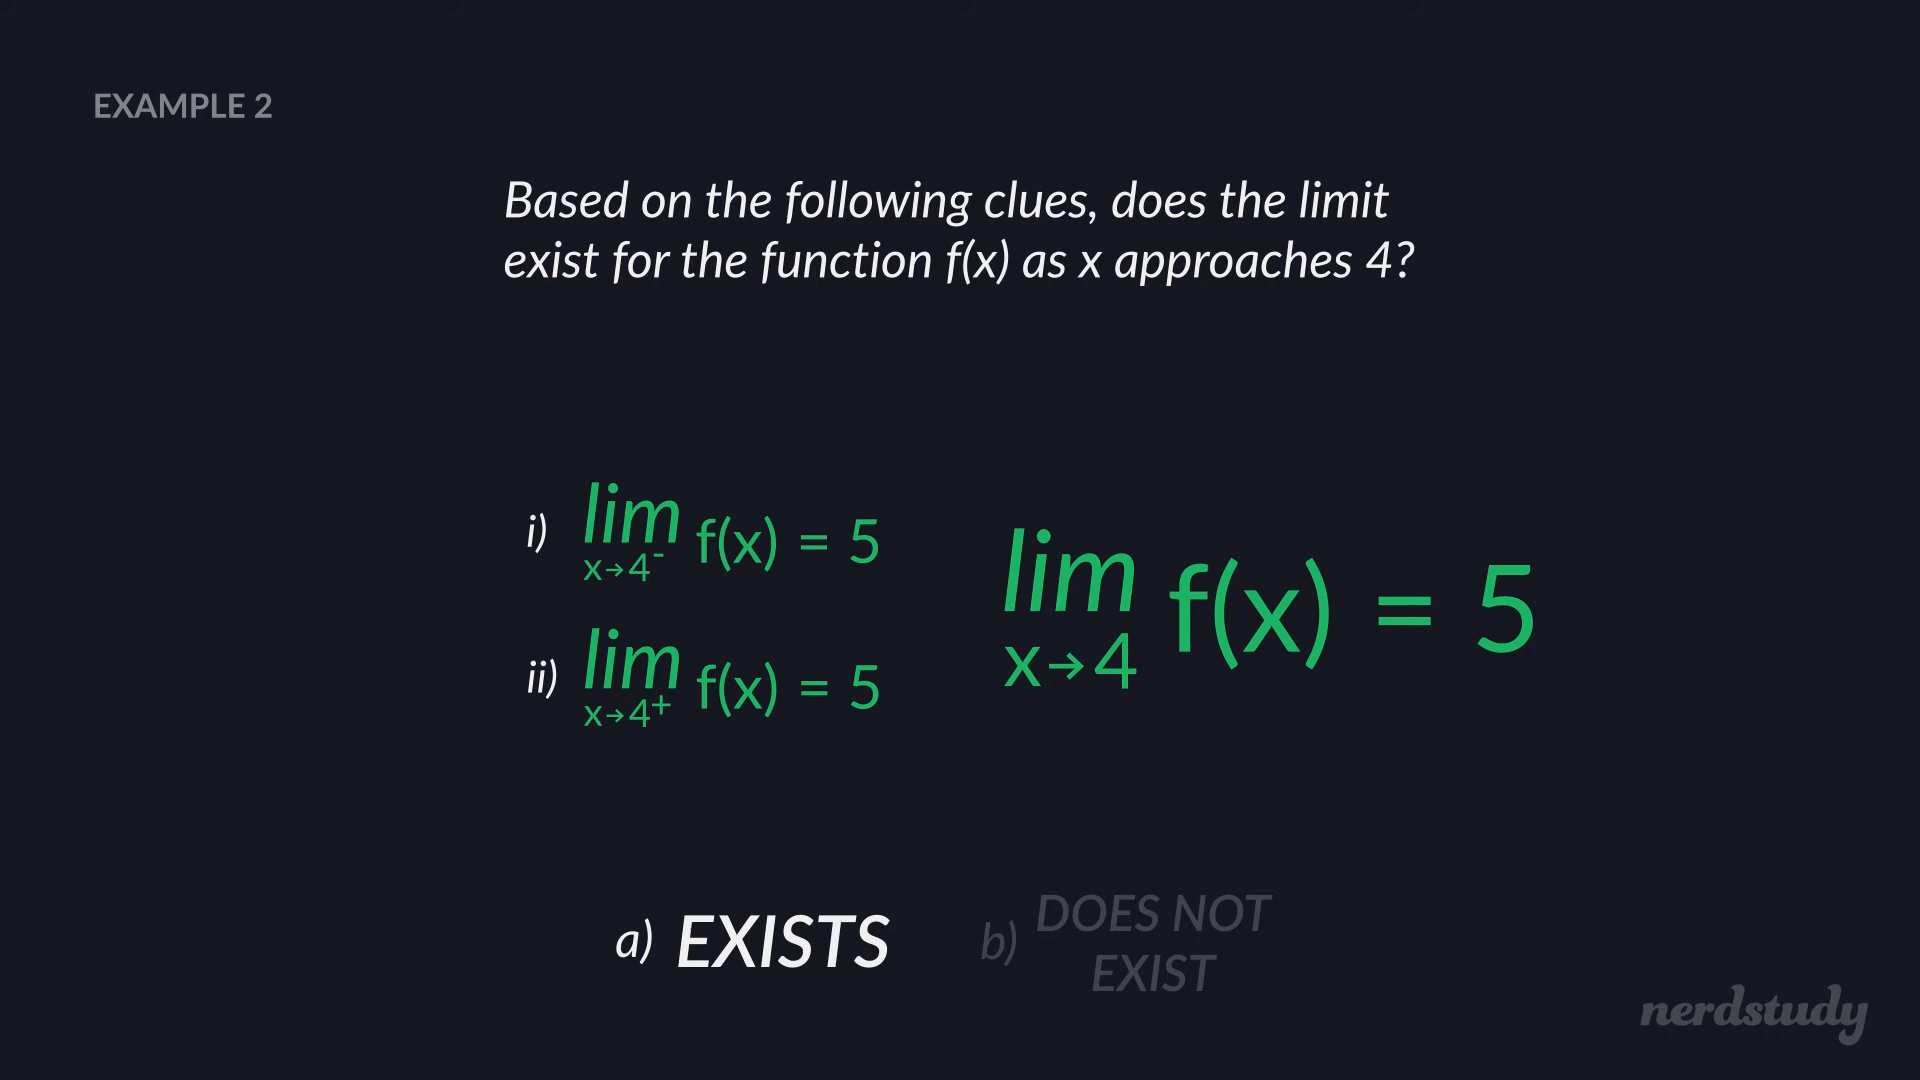 EXAMPLE 2
Based on the following clues, does the limit
exist for the function f(x) as x approaches 4?
i) lim x→4⁻ f(x) = 5
ii) lim x→4⁺ f(x) = 5
lim x→4 f(x) = 5
a) EXISTS
b) DOES NOT
EXIST
nerdstudy